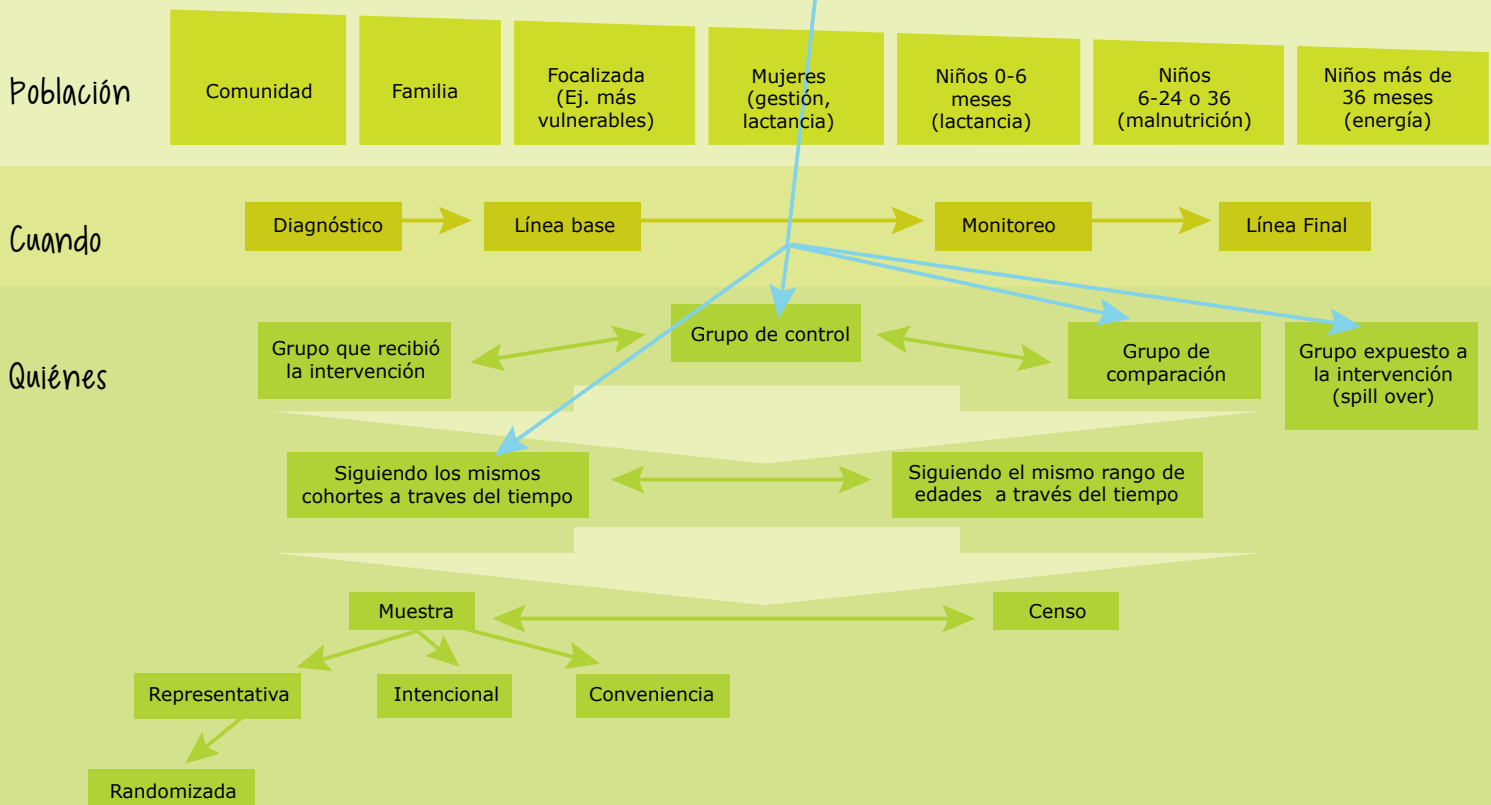 Población
Comunidad
Familia
Focalizada
(Ej. más
vulnerables)
Mujeres
(gestión,
lactancia)
Niños 0-6
meses
(lactancia)
Niños
6-24 o 36
(malnutrición)
Niños más de
36 meses
(energía)
Cuando
Diagnóstico
Línea base
Monitoreo
Línea Final
Quiénes
Grupo que recibió
la intervención
Grupo de control
Grupo de
comparación
Grupo expuesto a
la intervención
(spill over)
Siguiendo los mismos
cohortes a traves del tiempo
Siguiendo el mismo rango de
edades a través del tiempo
Muestra
Censo
Representativa
Intencional
Conveniencia
Randomizada